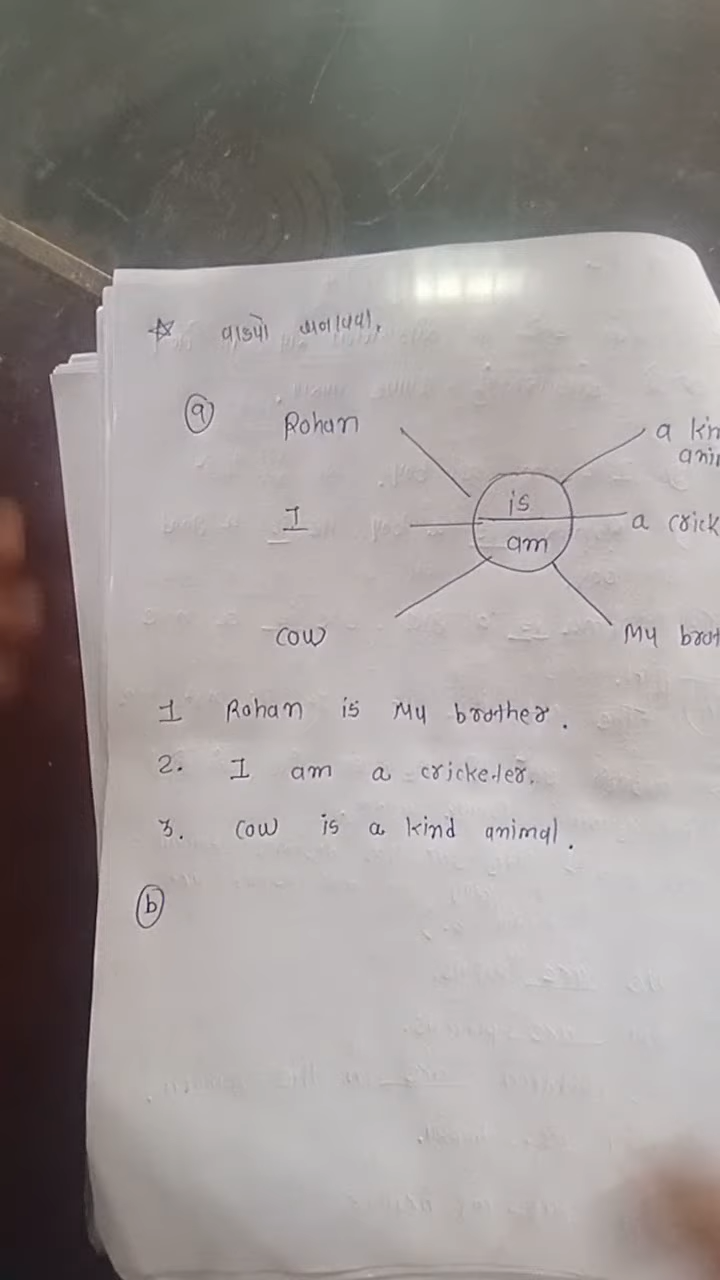 ☆ વાક્યો બનાવવા.
(a) Rohan
a kin
ani
is
I
a crick
am
cow
My brot
1 Rohan is My brother.
2. I am a cricketer.
3. cow is a kind animal.
(b)